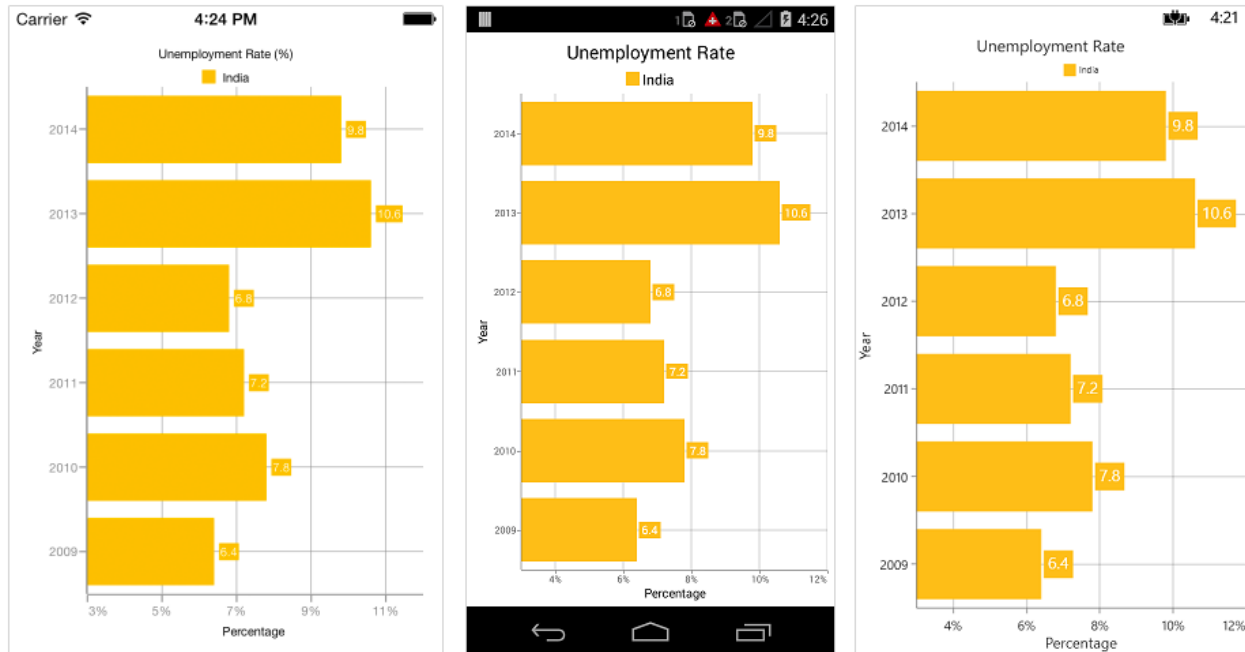 Carrier 4:24 PM
Unemployment Rate (%)
India
2014
9.8
2013
10.6
2012
6.8
Year
2011
7.2
2010
7.8
2009
6.4
3% 5% 7% 9% 11%
Percentage
1 2 4:26
Unemployment Rate
India
2014
9.8
2013
10.6
2012
6.8
Year
2011
7.2
2010
7.8
2009
6.4
4% 6% 8% 10% 12%
Percentage
4:21
Unemployment Rate
India
2014
9.8
2013
10.6
2012
6.8
Year
2011
7.2
2010
7.8
2009
6.4
4% 6% 8% 10% 12%
Percentage